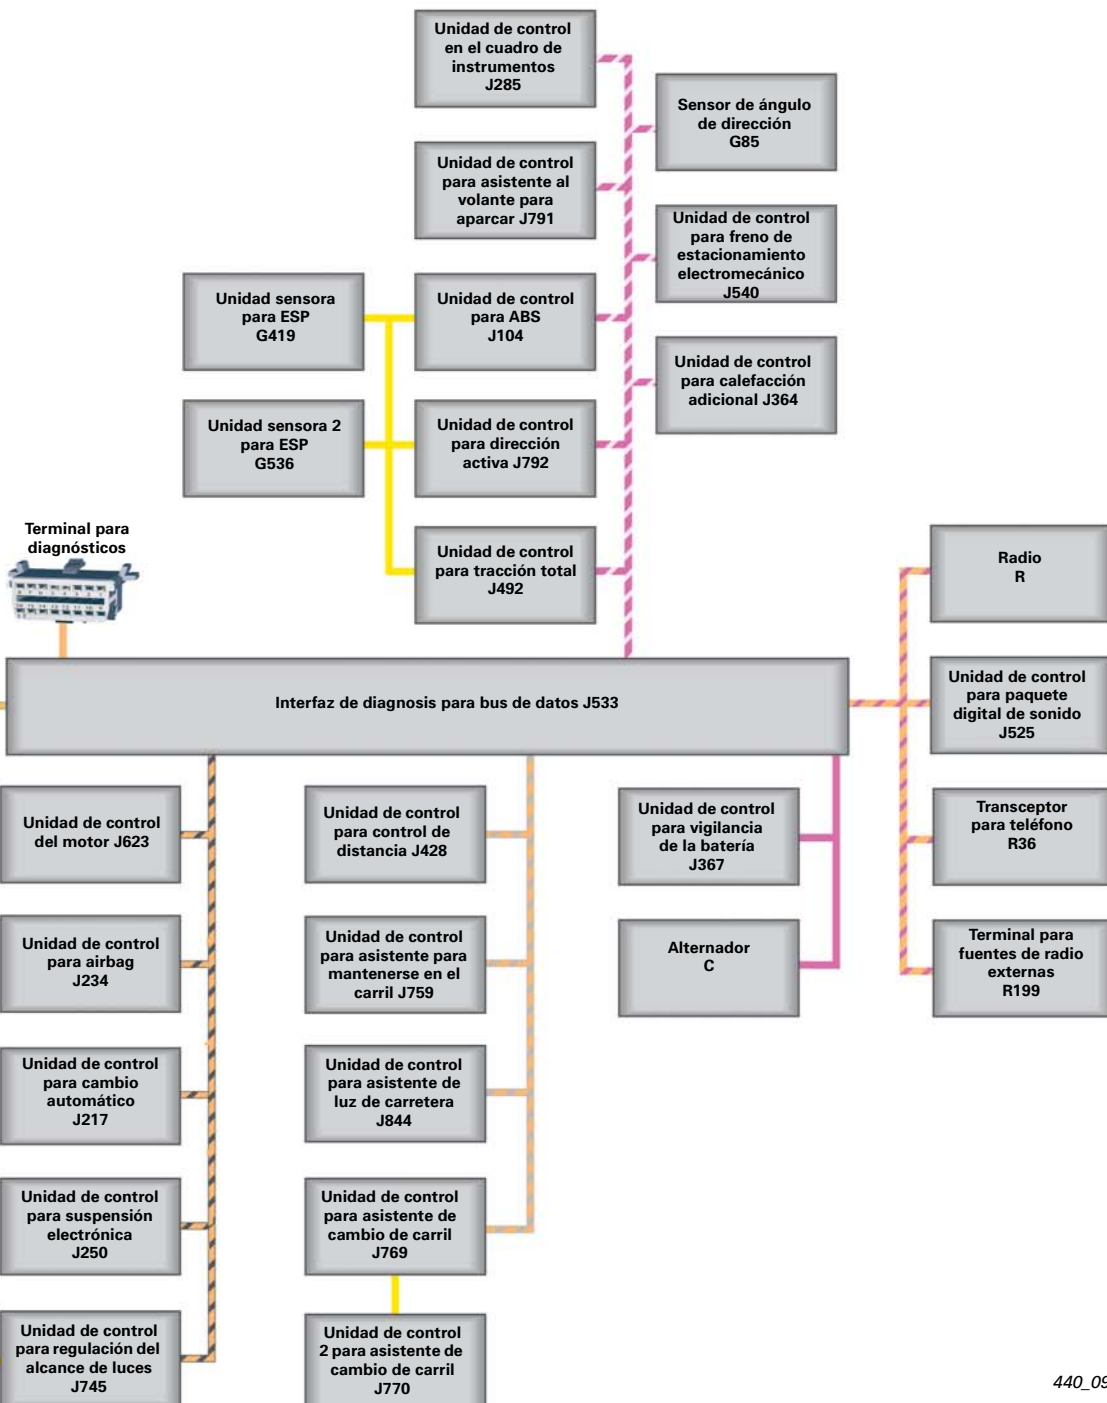 Unidad de control
en el cuadro de
instrumentos
J285
Sensor de ángulo
de dirección
G85
Unidad de control
para asistente al
volante para
aparcar J791
Unidad de control
para freno de
estacionamiento
electromecánico
J540
Unidad sensora
para ESP
G419
Unidad de control
para ABS
J104
Unidad de control
para calefacción
adicional J364
Unidad sensora 2
para ESP
G536
Unidad de control
para dirección
activa J792
Terminal para
diagnósticos
Unidad de control
para tracción total
J492
Radio
R
Interfaz de diagnosis para bus de datos J533
Unidad de control
para paquete
digital de sonido
J525
Unidad de control
del motor J623
Unidad de control
para control de
distancia J428
Unidad de control
para vigilancia
de la batería
J367
Transceptor
para teléfono
R36
Unidad de control
para airbag
J234
Unidad de control
para asistente para
mantenerse en el
carril J759
Alternador
C
Terminal para
fuentes de radio
externas
R199
Unidad de control
para cambio
automático
J217
Unidad de control
para asistente de
luz de carretera
J844
Unidad de control
para suspensión
electrónica
J250
Unidad de control
para asistente de
cambio de carril
J769
Unidad de control
para regulación del
alcance de luces
J745
Unidad de control
2 para asistente de
cambio de carril
J770
440_09